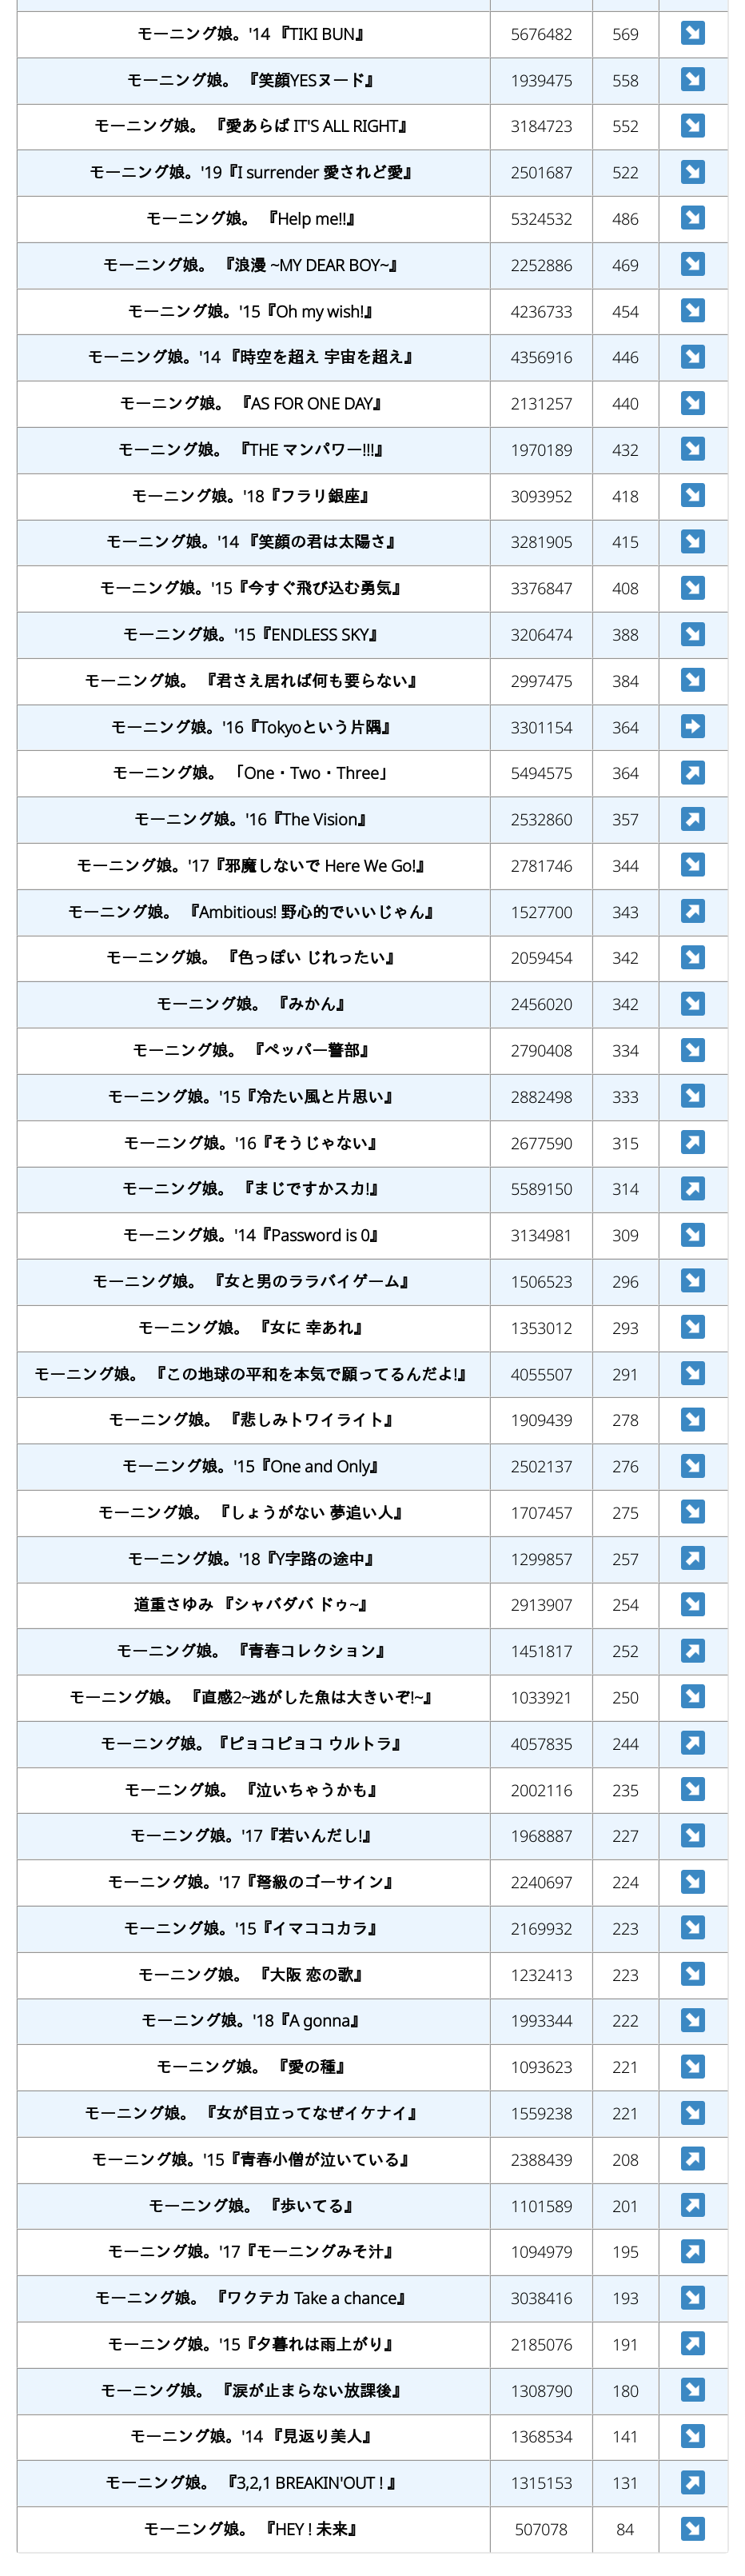 モーニング娘。'14 『TIKI BUN』 5676482 569 ↘
モーニング娘。 『笑顔YESヌード』 1939475 558 ↘
モーニング娘。 『愛あらば IT'S ALL RIGHT』 3184723 552 ↘
モーニング娘。'19『I surrender 愛されど愛』 2501687 522 ↘
モーニング娘。 『Help me!!』 5324532 486 ↘
モーニング娘。 『浪漫 ~MY DEAR BOY~』 2252886 469 ↘
モーニング娘。'15『Oh my wish!』 4236733 454 ↘
モーニング娘。'14 『時空を超え 宇宙を超え』 4356916 446 ↘
モーニング娘。 『AS FOR ONE DAY』 2131257 440 ↘
モーニング娘。 『THE マンパワー!!!』 1970189 432 ↘
モーニング娘。'18『フラリ銀座』 3093952 418 ↘
モーニング娘。'14 『笑顔の君は太陽さ』 3281905 415 ↘
モーニング娘。'15『今すぐ飛び込む勇気』 3376847 408 ↘
モーニング娘。'15『ENDLESS SKY』 3206474 388 ↘
モーニング娘。 『君さえ居れば何も要らない』 2997475 384 ↘
モーニング娘。'16『Tokyoという片隅』 3301154 364 ➡
モーニング娘。 「One・Two・Three」 5494575 364 ↗
モーニング娘。'16『The Vision』 2532860 357 ↗
モーニング娘。'17『邪魔しないで Here We Go!』 2781746 344 ↘
モーニング娘。 『Ambitious! 野心的でいいじゃん』 1527700 343 ↗
モーニング娘。 『色っぽい じれったい』 2059454 342 ↘
モーニング娘。 『みかん』 2456020 342 ↘
モーニング娘。 『ペッパー警部』 2790408 334 ↘
モーニング娘。'15『冷たい風と片思い』 2882498 333 ↘
モーニング娘。'16『そうじゃない』 2677590 315 ↗
モーニング娘。 『まじですかスカ!』 5589150 314 ↗
モーニング娘。'14『Password is 0』 3134981 309 ↘
モーニング娘。 『女と男のララバイゲーム』 1506523 296 ↘
モーニング娘。 『女に 幸あれ』 1353012 293 ↘
モーニング娘。 『この地球の平和を本気で願ってるんだよ!』 4055507 291 ↘
モーニング娘。 『悲しみトワイライト』 1909439 278 ↘
モーニング娘。'15『One and Only』 2502137 276 ↘
モーニング娘。 『しょうがない 夢追い人』 1707457 275 ↘
モーニング娘。'18『Y字路の途中』 1299857 257 ↗
道重さゆみ 『シャバダバ ドゥ~』 2913907 254 ↘
モーニング娘。 『青春コレクション』 1451817 252 ↗
モーニング娘。 『直感2~逃がした魚は大きいぞ!~』 1033921 250 ↘
モーニング娘。『ピョコピョコ ウルトラ』 4057835 244 ↗
モーニング娘。 『泣いちゃうかも』 2002116 235 ↘
モーニング娘。'17『若いんだし!』 1968887 227 ↘
モーニング娘。'17『弩級のゴーサイン』 2240697 224 ↘
モーニング娘。'15『イマココカラ』 2169932 223 ↘
モーニング娘。 『大阪 恋の歌』 1232413 223 ↘
モーニング娘。'18『A gonna』 1993344 222 ↘
モーニング娘。 『愛の種』 1093623 221 ↘
モーニング娘。 『女が目立ってなぜイケナイ』 1559238 221 ↘
モーニング娘。'15『青春小僧が泣いている』 2388439 208 ↗
モーニング娘。 『歩いてる』 1101589 201 ↗
モーニング娘。'17『モーニングみそ汁』 1094979 195 ↗
モーニング娘。 『ワクテカ Take a chance』 3038416 193 ↘
モーニング娘。'15『夕暮れは雨上がり』 2185076 191 ↗
モーニング娘。 『涙が止まらない放課後』 1308790 180 ↘
モーニング娘。'14 『見返り美人』 1368534 141 ↘
モーニング娘。 『3,2,1 BREAKIN'OUT ! 』 1315153 131 ↗
モーニング娘。 『HEY ! 未来』 507078 84 ↘